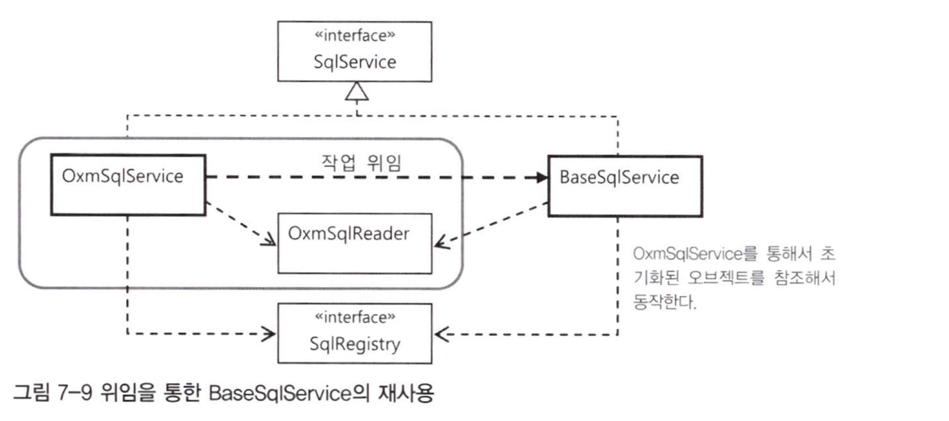 «interface»
SqlService
작업 위임
OxmSqlService
BaseSqlService
OxmSqlReader
OxmSqlService를 통해서 초
기화된 오브젝트를 참조해서
동작한다.
«interface»
SqlRegistry
그림 7-9 위임을 통한 BaseSqlService의 재사용